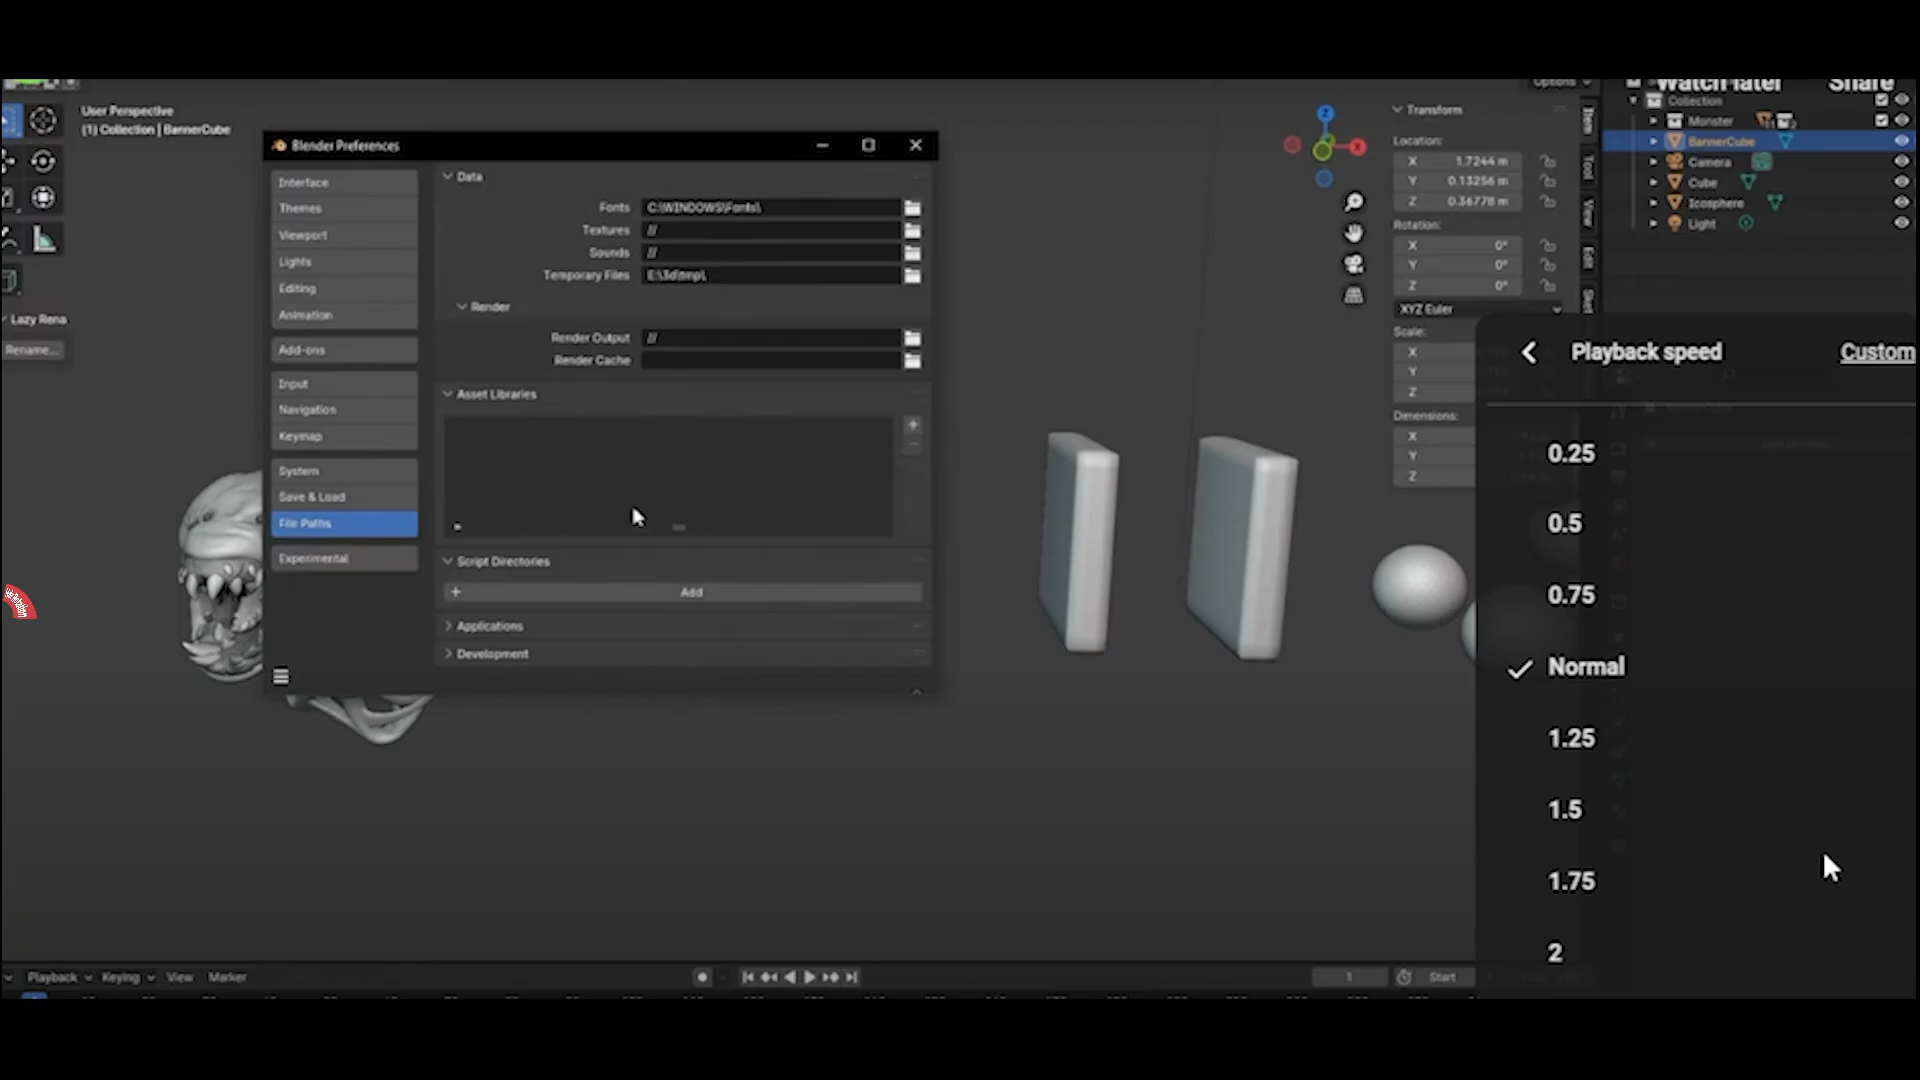 Options
Watch later
Share
User Perspective
(1) Collection | BannerCube
Blender Preferences
Interface
Themes
Viewport
Lights
Editing
Animation
Add-ons
Input
Navigation
Keymap
System
Save & Load
File Paths
Experimental
Data
Fonts C:\WINDOWS\Fonts\
Textures //
Sounds //
Temporary Files E:\3d\tmp\
Render
Render Output //
Render Cache
Asset Libraries
Script Directories
+ Add
Applications
Development
Lazy Rena
Rename...
Transform
Location:
X 1.7244 m
Y 0.13256 m
Z 0.36778 m
Rotation:
X 0°
Y 0°
Z 0°
XYZ Euler
Scale:
X
Y
Z
Dimensions:
X
Y
Z
Item
Tool
View
Edit
Collection
Monster
BannerCube
Camera
Cube
Icosphere
Light
Playback speed
Custom
0.25
0.5
0.75
Normal
1.25
1.5
1.75
2
Playback
Keying
View
Marker
1
Start